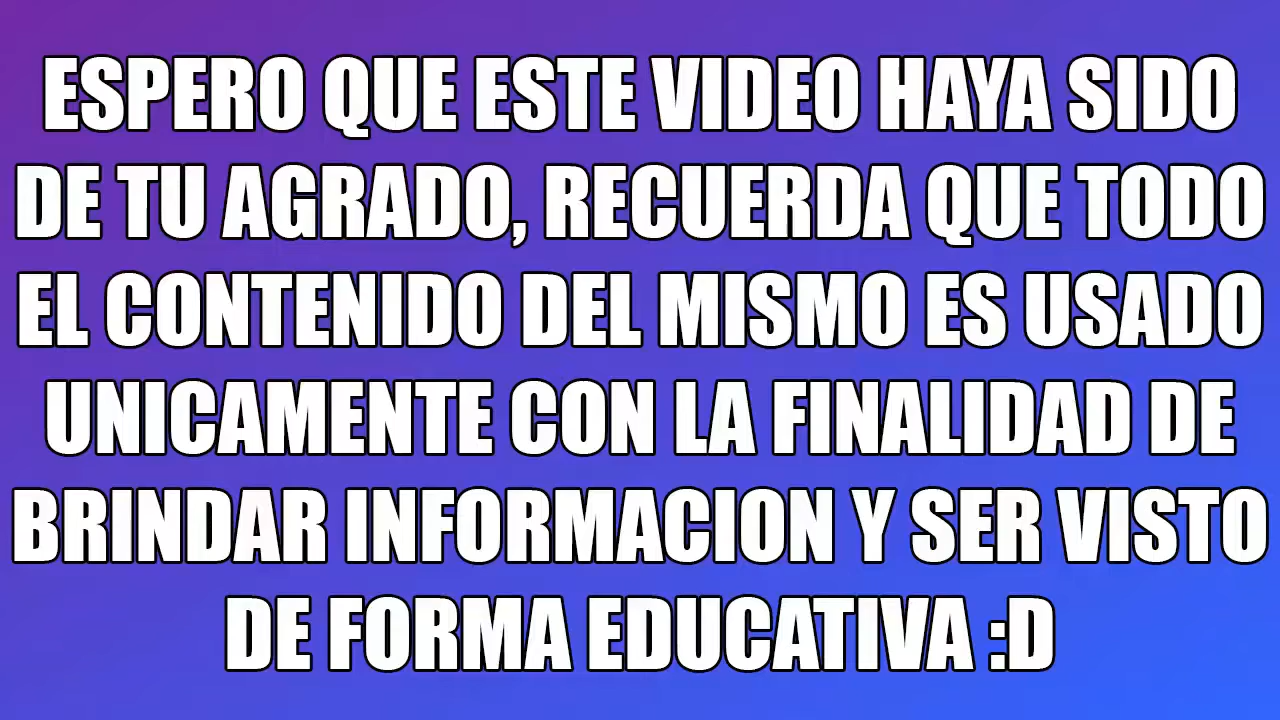 ESPERO QUE ESTE VIDEO HAYA SIDO
DE TU AGRADO, RECUERDA QUE TODO
EL CONTENIDO DEL MISMO ES USADO
UNICAMENTE CON LA FINALIDAD DE
BRINDAR INFORMACION Y SER VISTO
DE FORMA EDUCATIVA :D